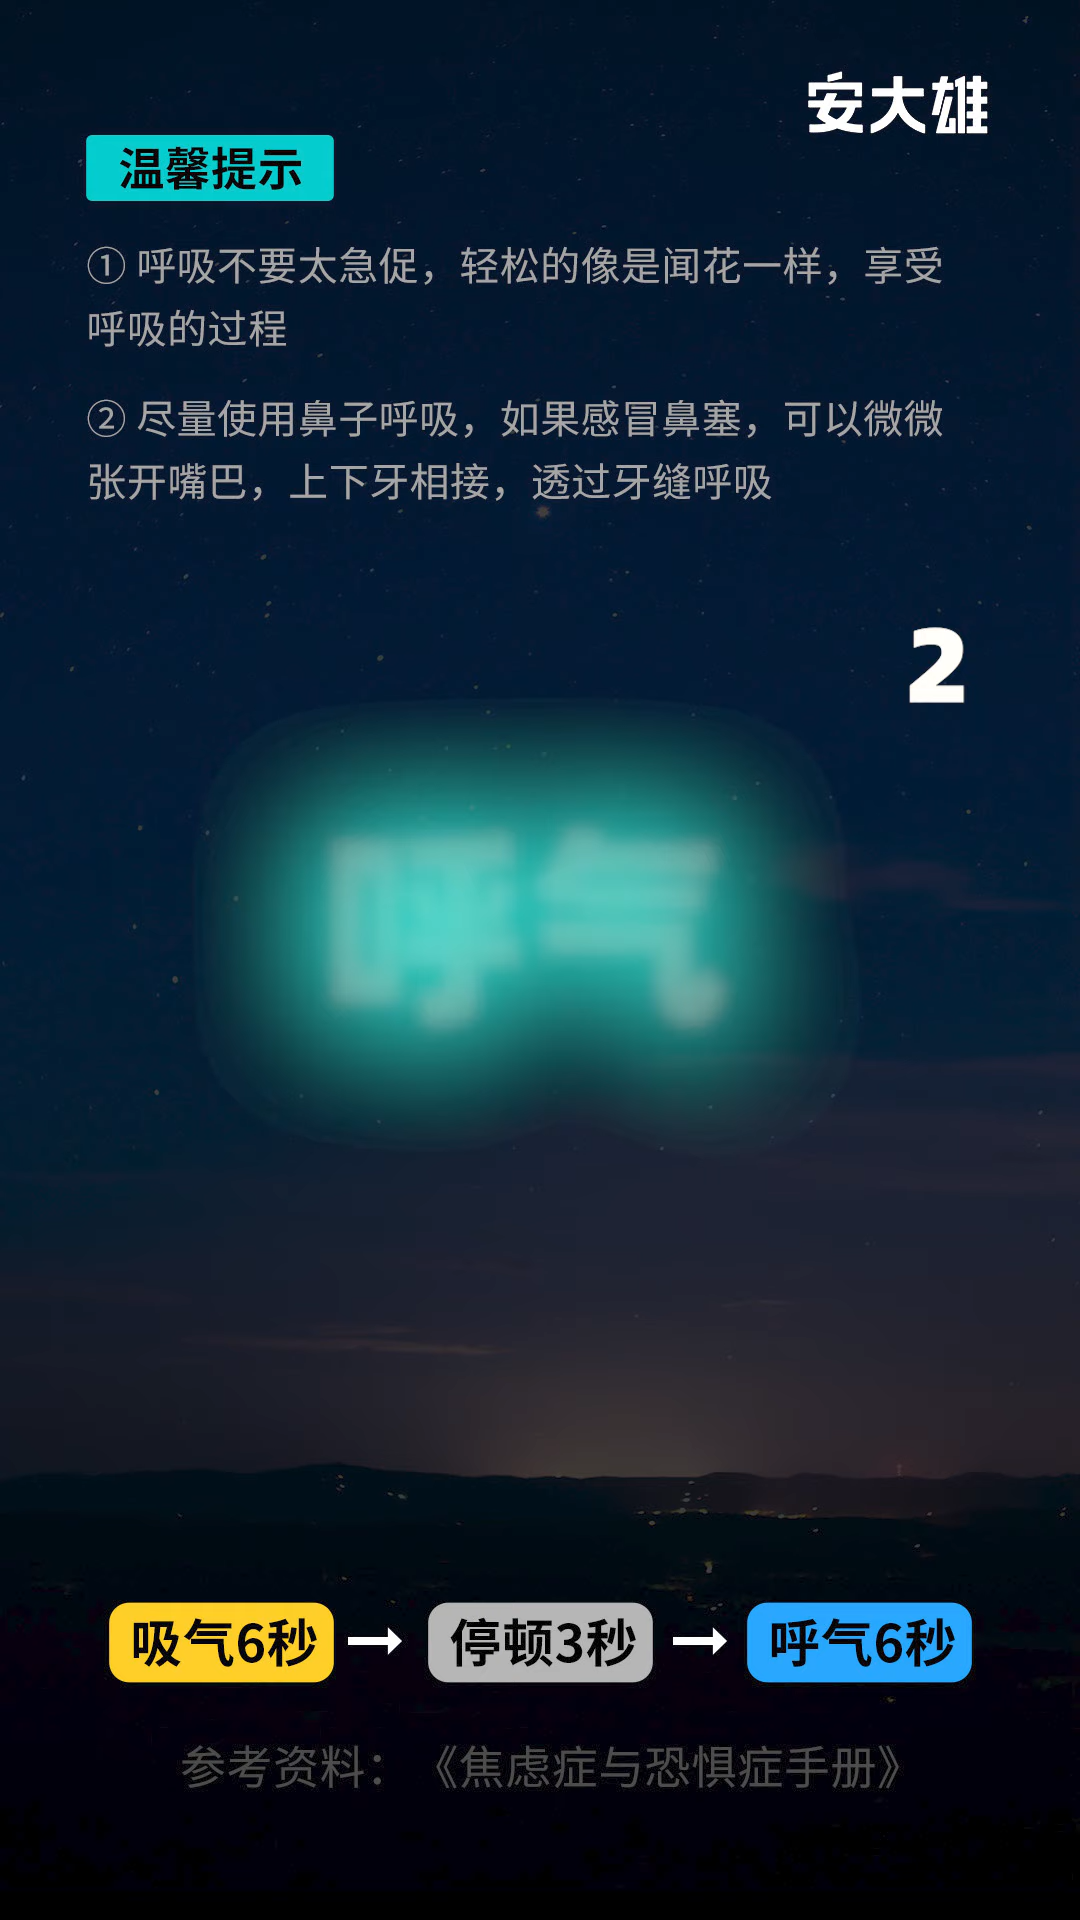 安大雄
温馨提示
① 呼吸不要太急促，轻松的像是闻花一样，享受
呼吸的过程
② 尽量使用鼻子呼吸，如果感冒鼻塞，可以微微
张开嘴巴，上下牙相接，透过牙缝呼吸
2
呼气
吸气6秒 → 停顿3秒 → 呼气6秒
参考资料：《焦虑症与恐惧症手册》